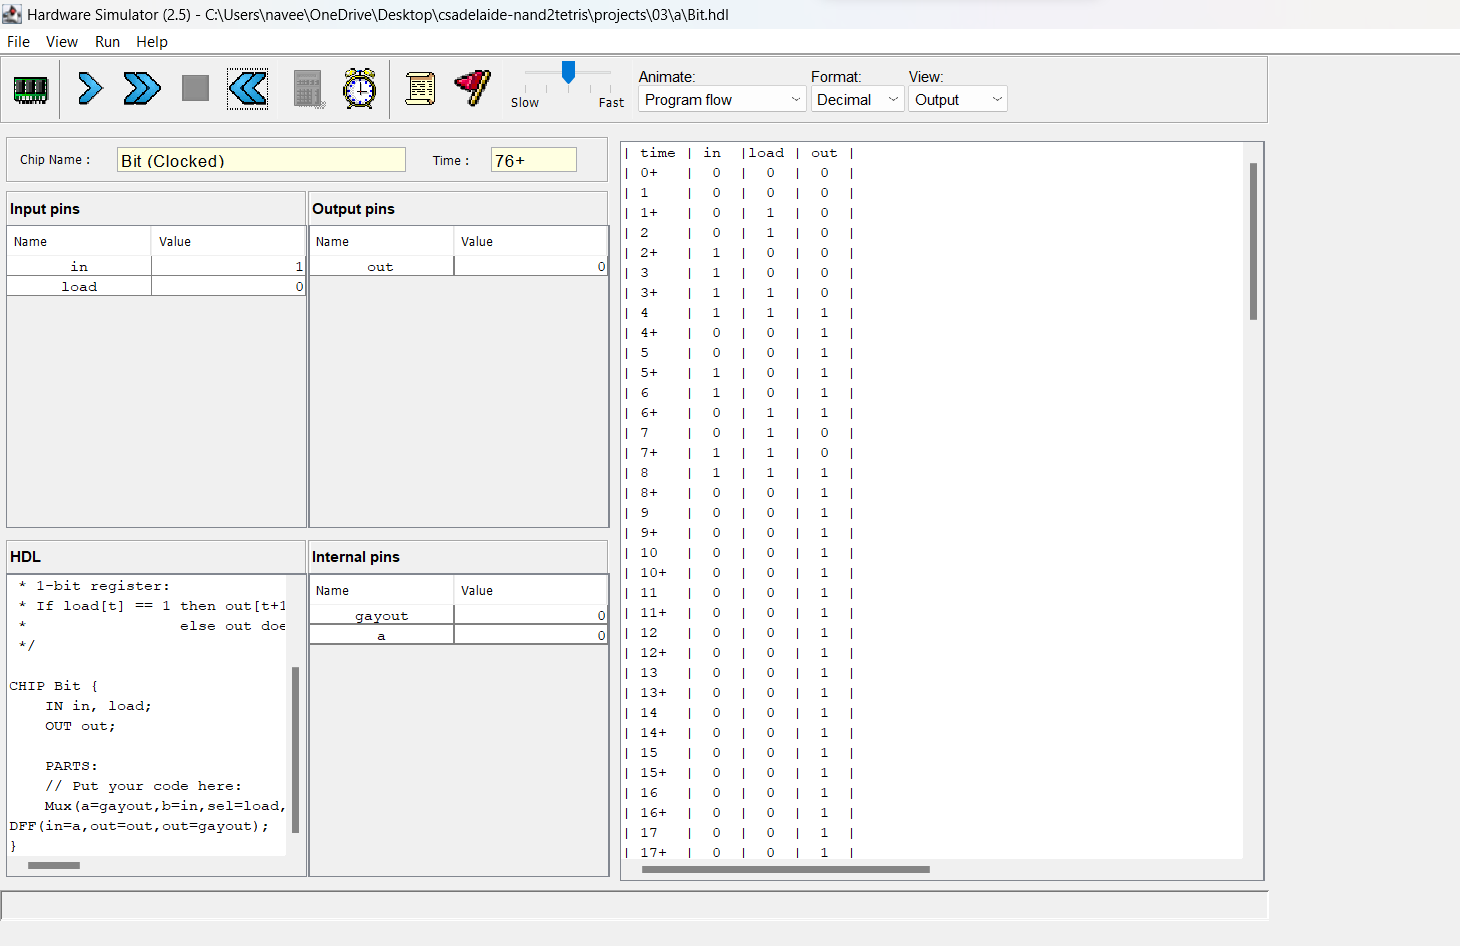 Hardware Simulator (2.5) - C:\Users\navee\OneDrive\Desktop\csadelaide-nand2tetris\projects\03\a\Bit.hdl
File View Run Help
Slow Fast
Animate: Format: View:
Program flow Decimal Output
Chip Name : Bit (Clocked) Time : 76+
Input pins
Name Value
in 1
load 0
Output pins
Name Value
out 0
HDL
* 1-bit register:
* If load[t] == 1 then out[t+1
* else out doe
*/
CHIP Bit {
IN in, load;
OUT out;
PARTS:
// Put your code here:
Mux(a=gayout,b=in,sel=load,
DFF(in=a,out=out,out=gayout);
}
Internal pins
Name Value
gayout 0
a 0
| time | in |load | out |
| 0+ | 0 | 0 | 0 |
| 1 | 0 | 0 | 0 |
| 1+ | 0 | 1 | 0 |
| 2 | 0 | 1 | 0 |
| 2+ | 1 | 0 | 0 |
| 3 | 1 | 0 | 0 |
| 3+ | 1 | 1 | 0 |
| 4 | 1 | 1 | 1 |
| 4+ | 0 | 0 | 1 |
| 5 | 0 | 0 | 1 |
| 5+ | 1 | 0 | 1 |
| 6 | 1 | 0 | 1 |
| 6+ | 0 | 1 | 1 |
| 7 | 0 | 1 | 0 |
| 7+ | 1 | 1 | 0 |
| 8 | 1 | 1 | 1 |
| 8+ | 0 | 0 | 1 |
| 9 | 0 | 0 | 1 |
| 9+ | 0 | 0 | 1 |
| 10 | 0 | 0 | 1 |
| 10+ | 0 | 0 | 1 |
| 11 | 0 | 0 | 1 |
| 11+ | 0 | 0 | 1 |
| 12 | 0 | 0 | 1 |
| 12+ | 0 | 0 | 1 |
| 13 | 0 | 0 | 1 |
| 13+ | 0 | 0 | 1 |
| 14 | 0 | 0 | 1 |
| 14+ | 0 | 0 | 1 |
| 15 | 0 | 0 | 1 |
| 15+ | 0 | 0 | 1 |
| 16 | 0 | 0 | 1 |
| 16+ | 0 | 0 | 1 |
| 17 | 0 | 0 | 1 |
| 17+ | 0 | 0 | 1 |